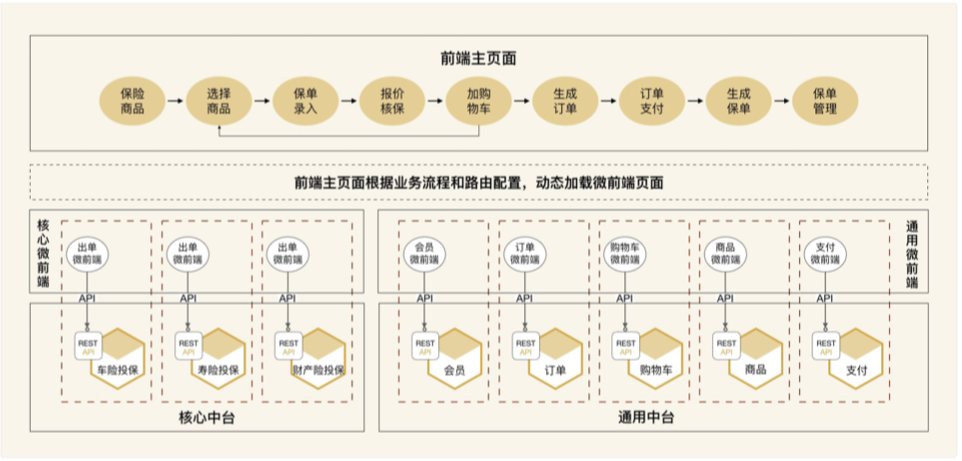 前端主页面
保险
商品
选择
商品
保单
录入
报价
核保
加购
物车
生成
订单
订单
支付
生成
保单
保单
管理
前端主页面根据业务流程和路由配置，动态加载微前端页面
核心微前端
出单
微前端
出单
微前端
出单
微前端
会员
微前端
订单
微前端
购物车
微前端
商品
微前端
支付
微前端
通用微前端
API
API
API
API
API
API
API
API
REST
API
车险投保
REST
API
寿险投保
REST
API
财产险投保
REST
API
会员
REST
API
订单
REST
API
购物车
REST
API
商品
REST
API
支付
核心中台
通用中台